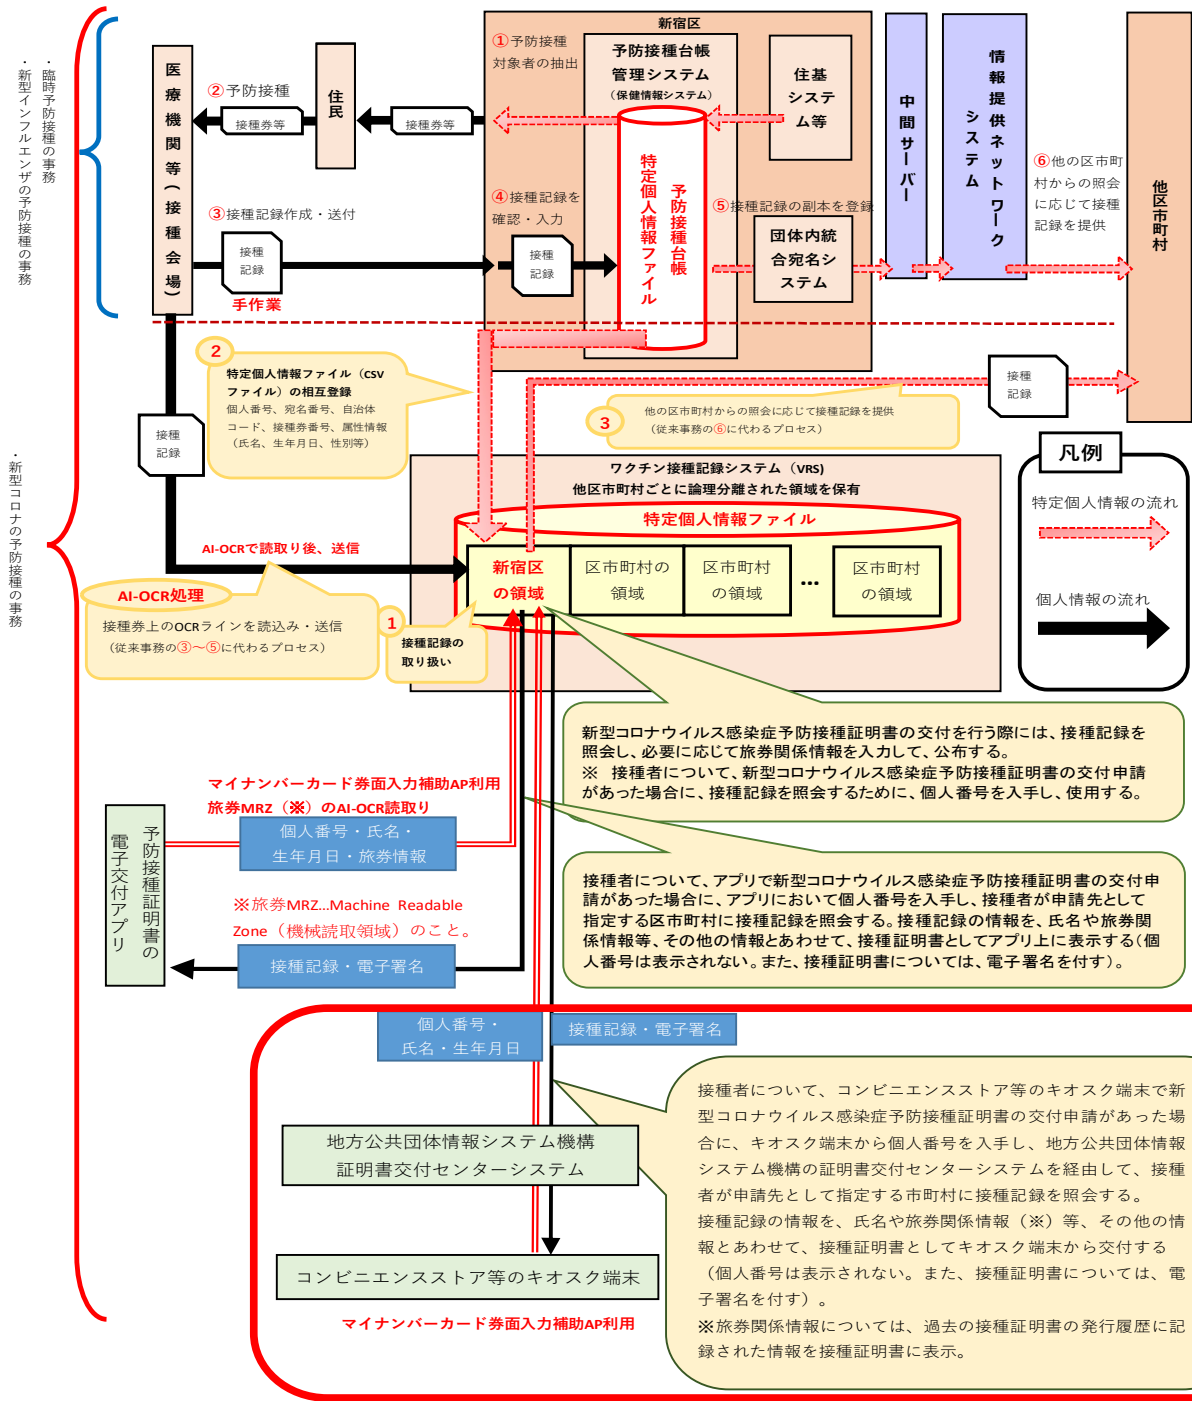 ・臨時予防接種の事務
・新型インフルエンザの予防接種の事務
・新型コロナの予防接種の事務
医療機関等(接種会場)
住民
②予防接種
接種券等
接種券等
③接種記録作成・送付
接種
記録
手作業
新宿区
①予防接種
対象者の抽出
予防接種台帳
管理システム
(保健情報システム)
住基
システ
ム等
④接種記録を
確認・入力
接種
記録
予防接種台帳
特定個人情報ファイル
⑤接種記録の副本を登録
団体内統
合宛名シ
ステム
中間サーバー
情報提供ネットワーク
システム
⑥他の区市町
村からの照会
に応じて接種
記録を提供
他区市町村
2
特定個人情報ファイル（CSV
ファイル）の相互登録
個人番号、宛名番号、自治体
コード、接種券番号、属性情報
（氏名、生年月日、性別等）
接種
記録
接種
記録
3
他の区市町村からの照会に応じて接種記録を提供
（従来事務の⑥に代わるプロセス）
凡例
特定個人情報の流れ
個人情報の流れ
ワクチン接種記録システム（VRS)
他区市町村ごとに論理分離された領域を保有
特定個人情報ファイル
新宿区
の領域
区市町村の
領域
区市町村
の領域
…
区市町村
の領域
AI-OCRで読取り後、送信
AI-OCR処理
接種券上のOCRラインを読込み・送信
（従来事務の③～⑤に代わるプロセス）
1
接種記録の
取り扱い
新型コロナウイルス感染症予防接種証明書の交付を行う際には、接種記録を
照会し、必要に応じて旅券関係情報を入力して、公布する。
※　接種者について、新型コロナウイルス感染症予防接種証明書の交付申請
があった場合に、接種記録を照会するために、個人番号を入手し、使用する。
マイナンバーカード券面入力補助AP利用
旅券MRZ（※）のAI-OCR読取り
個人番号・氏名・
生年月日・旅券情報
予防接種証明書の
電子交付アプリ
※旅券MRZ…Machine Readable
Zone（機械読取領域）のこと。
接種記録・電子署名
接種者について、アプリで新型コロナウイルス感染症予防接種証明書の交付申
請があった場合に、アプリにおいて個人番号を入手し、接種者が申請先として
指定する区市町村に接種記録を照会する。接種記録の情報を、氏名や旅券関
係情報等、その他の情報とあわせて、接種証明書としてアプリ上に表示する（個
人番号は表示されない。また、接種証明書については、電子署名を付す）。
個人番号・
氏名・生年月日
接種記録・電子署名
地方公共団体情報システム機構
証明書交付センターシステム
コンビニエンスストア等のキオスク端末
マイナンバーカード券面入力補助AP利用
接種者について、コンビニエンスストア等のキオスク端末で新
型コロナウイルス感染症予防接種証明書の交付申請があった場
合に、キオスク端末から個人番号を入手し、地方公共団体情報
システム機構の証明書交付センターシステムを経由して、接種
者が申請先として指定する市町村に接種記録を照会する。
接種記録の情報を、氏名や旅券関係情報（※）等、その他の情
報とあわせて、接種証明書としてキオスク端末から交付する
（個人番号は表示されない。また、接種証明書については、電
子署名を付す）。
※旅券関係情報については、過去の接種証明書の発行履歴に記
録された情報を接種証明書に表示。